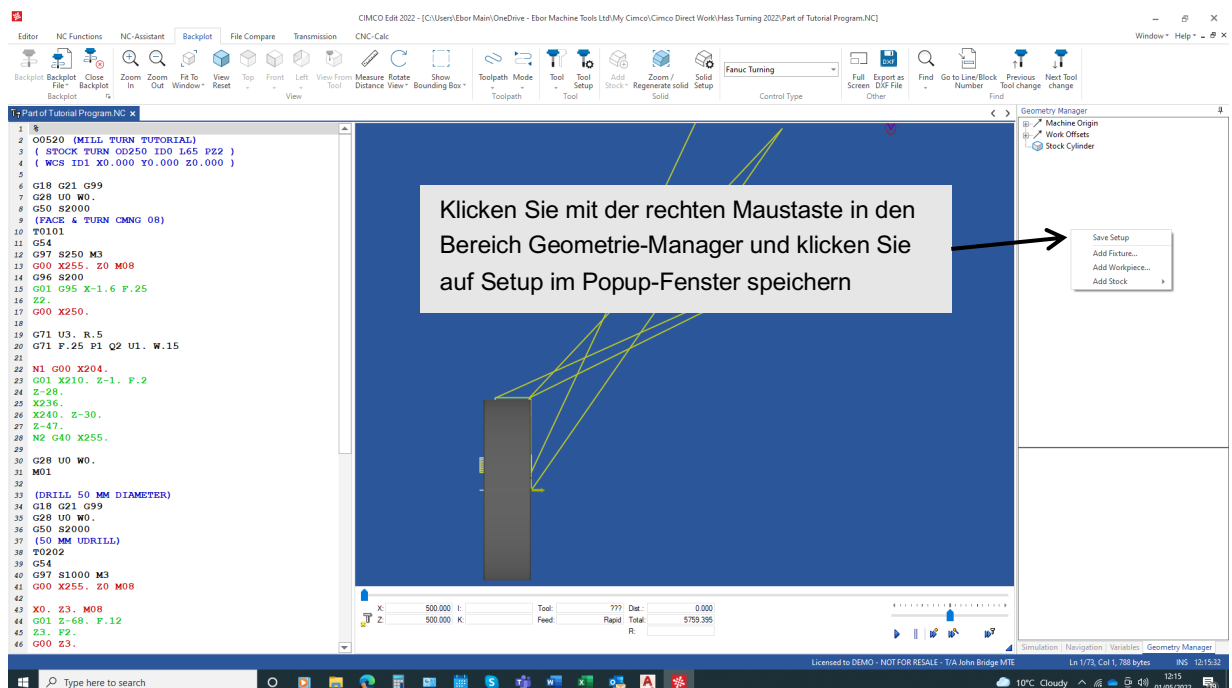 CIMCO Edit 2022 - [C:\Users\Ebor Main\OneDrive - Ebor Machine Tools Ltd\My Cimco\Cimco Direct Work\Hass Turning 2022\Part of Tutorial Program.NC]
Editor NC Functions NC-Assistant Backplot File Compare Transmission CNC-Calc Window Help
Backplot Backplot File Close Backplot Zoom In Zoom Out Fit To Window View Reset Top Front Left View From Tool Measure Distance Rotate View Show Bounding Box Toolpath Mode Tool Tool Setup Add Stock Zoom / Regenerate solid Solid Setup Fanuc Turning Full Screen Export as DXF File Find Go to Line/Block Number Previous Tool change Next Tool change
Backplot View Toolpath Tool Solid Control Type Other Find
Part of Tutorial Program.NC
1 %
2 O0520 (MILL TURN TUTORIAL)
3 ( STOCK TURN OD250 ID0 L65 PZ2 )
4 ( WCS ID1 X0.000 Y0.000 Z0.000 )
5
6 G18 G21 G99
7 G28 U0 W0.
8 G50 S2000
9 (FACE & TURN CMNG 08)
10 T0101
11 G54
12 G97 S250 M3
13 G00 X255. Z0 M08
14 G96 S200
15 G01 G95 X-1.6 F.25
16 Z2.
17 G00 X250.
18
19 G71 U3. R.5
20 G71 F.25 P1 Q2 U1. W.15
21
22 N1 G00 X204.
23 G01 X210. Z-1. F.2
24 Z-28.
25 X236.
26 X240. Z-30.
27 Z-47.
28 N2 G40 X255.
29
30 G28 U0 W0.
31 M01
32
33 (DRILL 50 MM DIAMETER)
34 G18 G21 G99
35 G28 U0 W0.
36 G50 S2000
37 (50 MM UDRILL)
38 T0202
39 G54
40 G97 S1000 M3
41 G00 X255. Z0 M08
42
43 X0. Z3. M08
44 G01 Z-68. F.12
45 Z3. F2.
46 G00 Z3.
Klicken Sie mit der rechten Maustaste in den
Bereich Geometrie-Manager und klicken Sie
auf Setup im Popup-Fenster speichern
Geometry Manager
Machine Origin
Work Offsets
Stock Cylinder
Save Setup
Add Fixture...
Add Workpiece...
Add Stock
X: 500.000 I: Tool: ??? Dist.: 0.000
Z: 500.000 K: Feed: Rapid Total: 5759.395
R:
Simulation Navigation Variables Geometry Manager
Licensed to DEMO - NOT FOR RESALE - T/A John Bridge MTE Ln 1/73, Col 1, 788 bytes INS 12:15:32
Type here to search 10°C Cloudy 12:15
01/05/2022